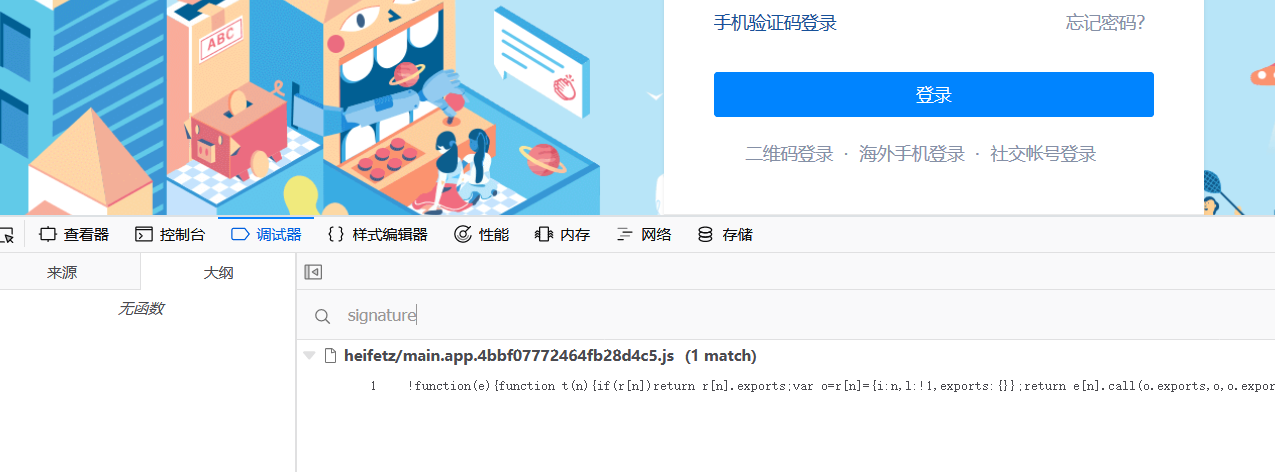 ABC
手机验证码登录 忘记密码?
登录
二维码登录 · 海外手机登录 · 社交帐号登录
查看器 控制台 调试器 {} 样式编辑器 性能 内存 网络 存储
来源 大纲
无函数
signature
heifetz/main.app.4bbf07772464fb28d4c5.js (1 match)
1 !function(e){function t(n){if(r[n])return r[n].exports;var o=r[n]={i:n,l:!1,exports:{}};return e[n].call(o.exports,o,o.expor